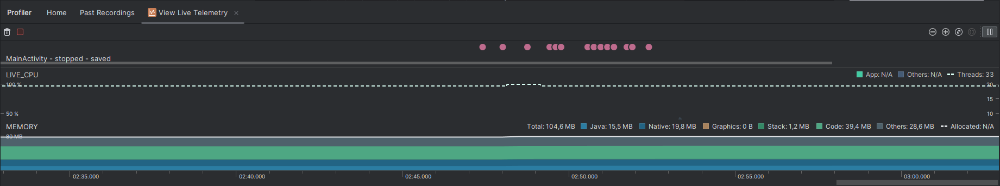 Profiler Home Past Recordings View Live Telemetry
MainActivity - stopped - saved
LIVE_CPU App: N/A Others: N/A Threads: 33
100 % 20
15
50 % 10
MEMORY Total: 104,6 MB Java: 15,5 MB Native: 19,8 MB Graphics: 0 B Stack: 1,2 MB Code: 39,4 MB Others: 28,6 MB Allocated: N/A
80 MB
02:35.000 02:40.000 02:45.000 02:50.000 02:55.000 03:00.000